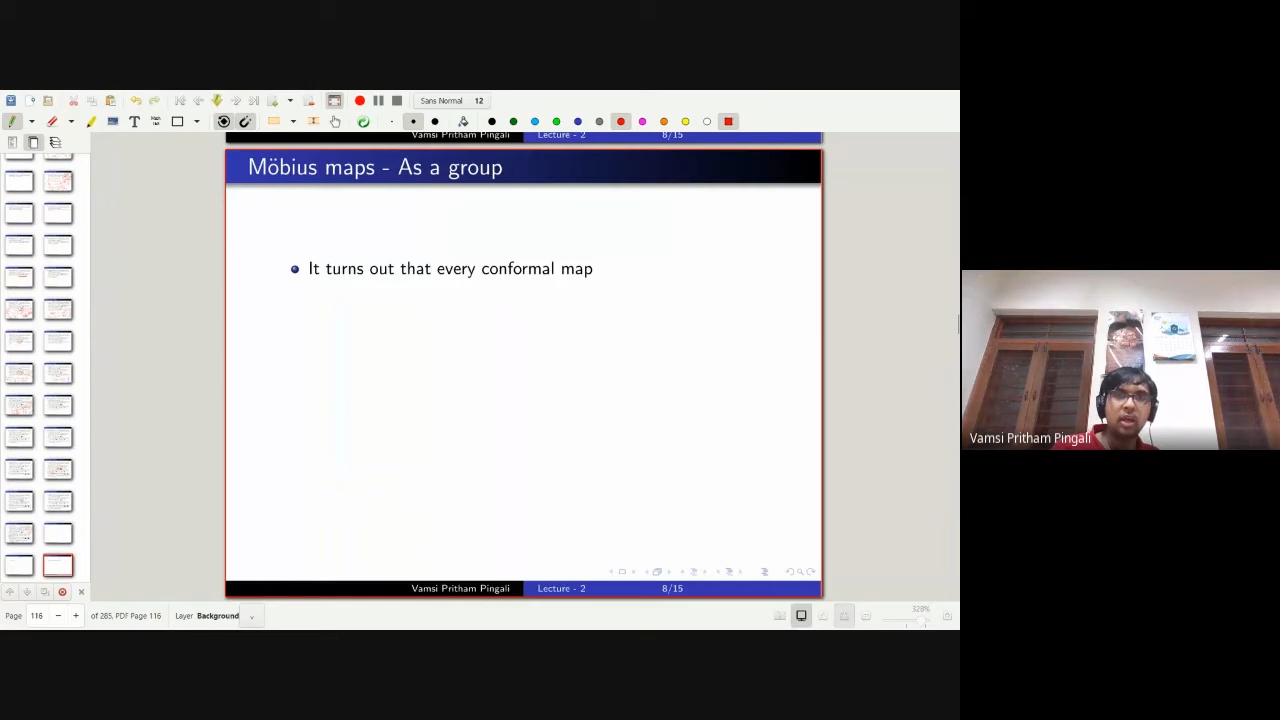 Sans Normal 12
Vamsi Pritham Pingali Lecture - 2 8/15
Möbius maps - As a group
It turns out that every conformal map
Vamsi Pritham Pingali
Vamsi Pritham Pingali Lecture - 2 8/15
Page 116 of 285, PDF Page 116 Layer Background 328%